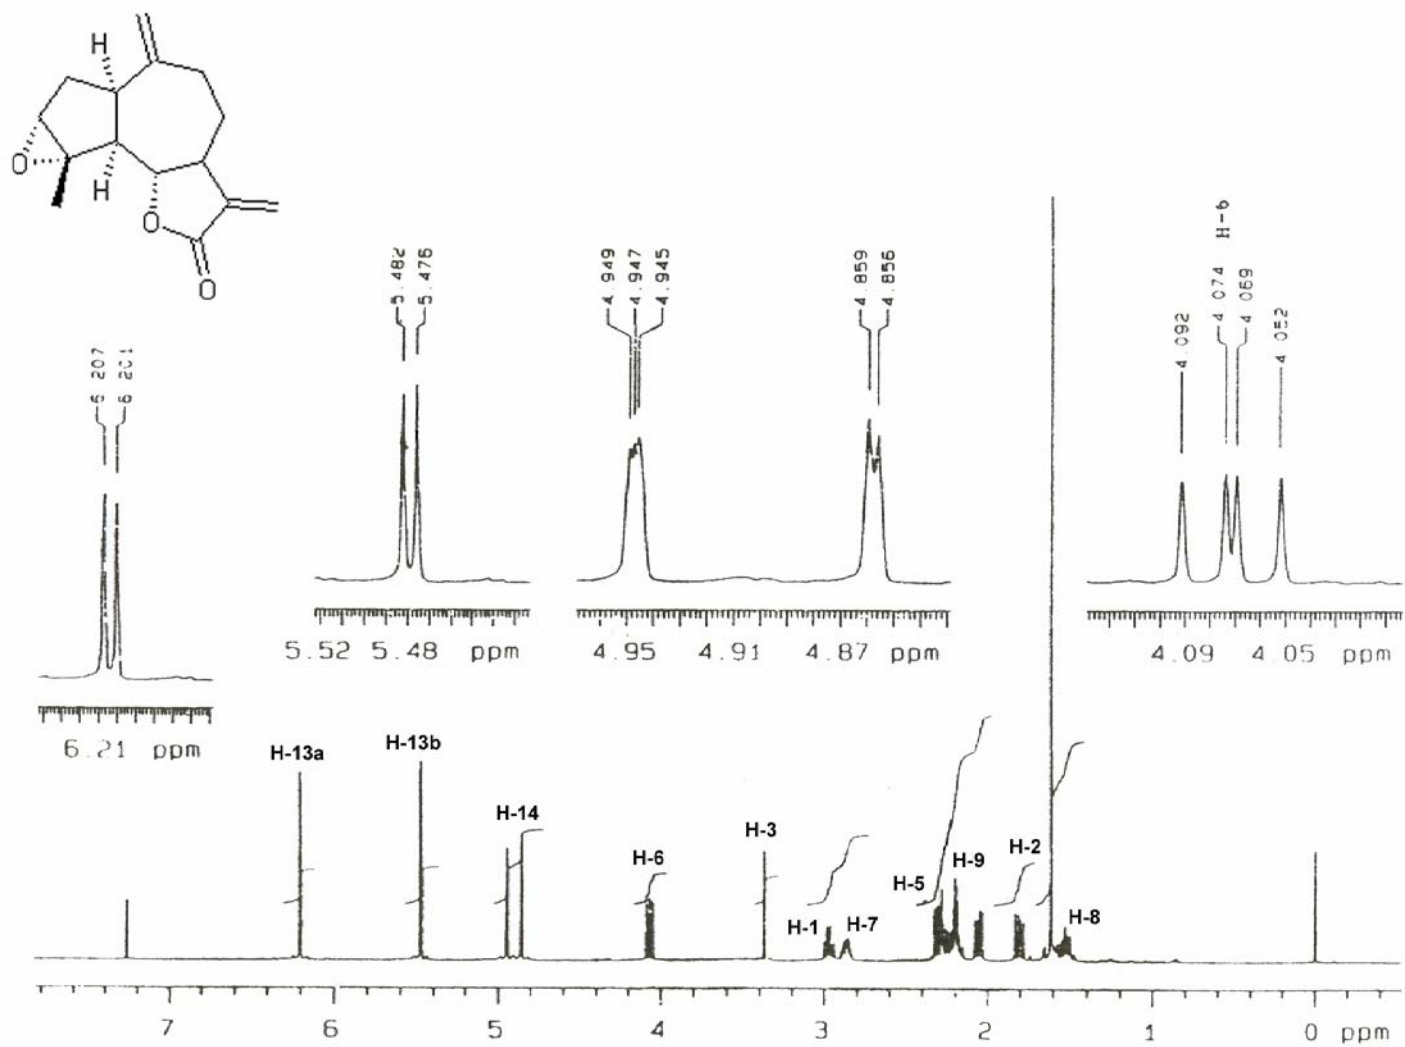 H
O
H
O
O
5.482
5.476
4.949
4.947
4.945
4.859
4.856
H-6
4.092
4.074
4.069
4.052
6.207
6.201
5.52 5.48 ppm
4.95 4.91 4.87 ppm
4.09 4.05 ppm
6.21 ppm
H-13a
H-13b
H-14
H-6
H-3
H-1
H-7
H-5
H-9
H-2
H-8
7 6 5 4 3 2 1 0 ppm